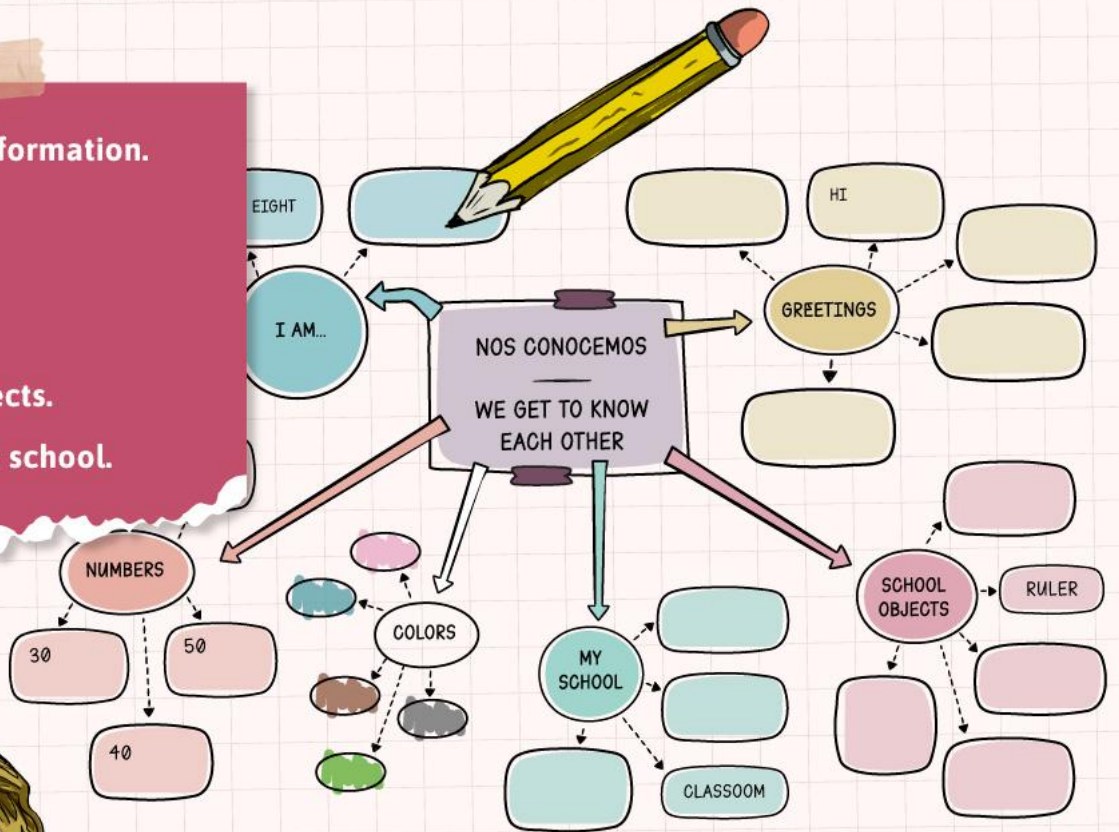 formation.
ects.
school.
EIGHT
I AM...
NOS CONOCEMOS
WE GET TO KNOW
EACH OTHER
HI
GREETINGS
NUMBERS
30
50
40
COLORS
MY
SCHOOL
CLASSOOM
SCHOOL
OBJECTS
RULER